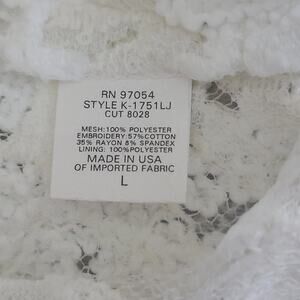 RN 97054
STYLE K-1751LJ
CUT 8028
MESH:100% POLYESTER
EMBROIDERY:57%COTTON
35% RAYON 8% SPANDEX
LINING: 100%POLYESTER
MADE IN USA
OF IMPORTED FABRIC
L